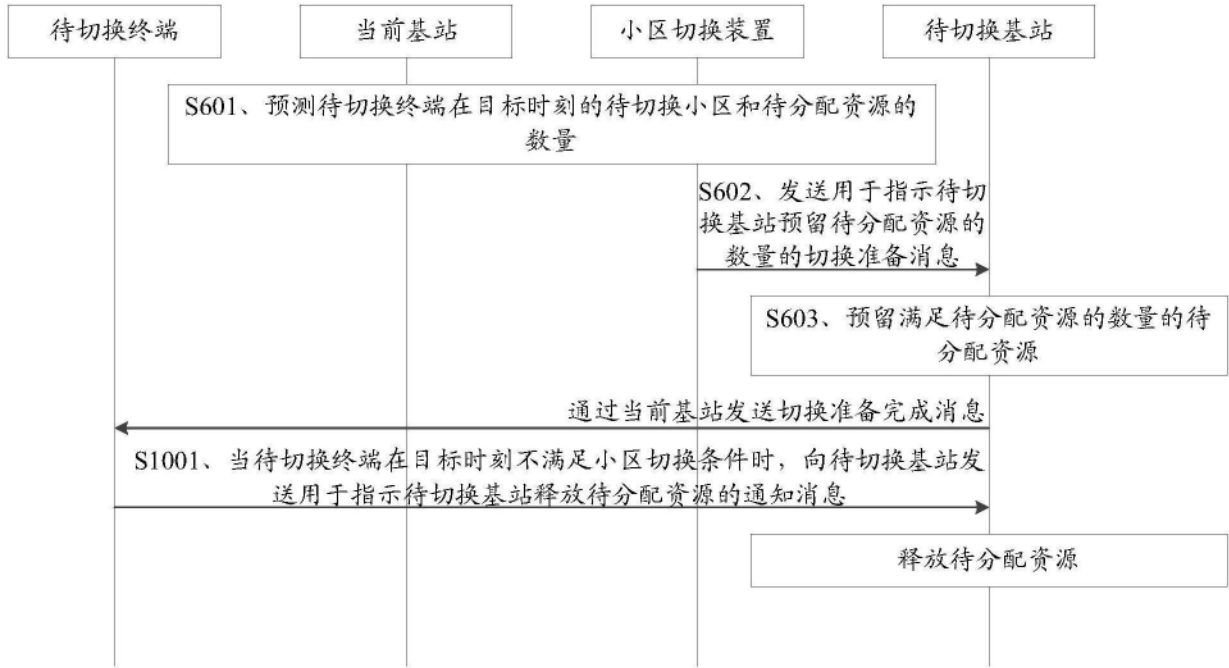 待切换终端
当前基站
小区切换装置
待切换基站
S601、预测待切换终端在目标时刻的待切换小区和待分配资源的
数量
S602、发送用于指示待切
换基站预留待分配资源的
数量的切换准备消息
S603、预留满足待分配资源的数量的待
分配资源
通过当前基站发送切换准备完成消息
S1001、当待切换终端在目标时刻不满足小区切换条件时，向待切换基站发
送用于指示待切换基站释放待分配资源的通知消息
释放待分配资源